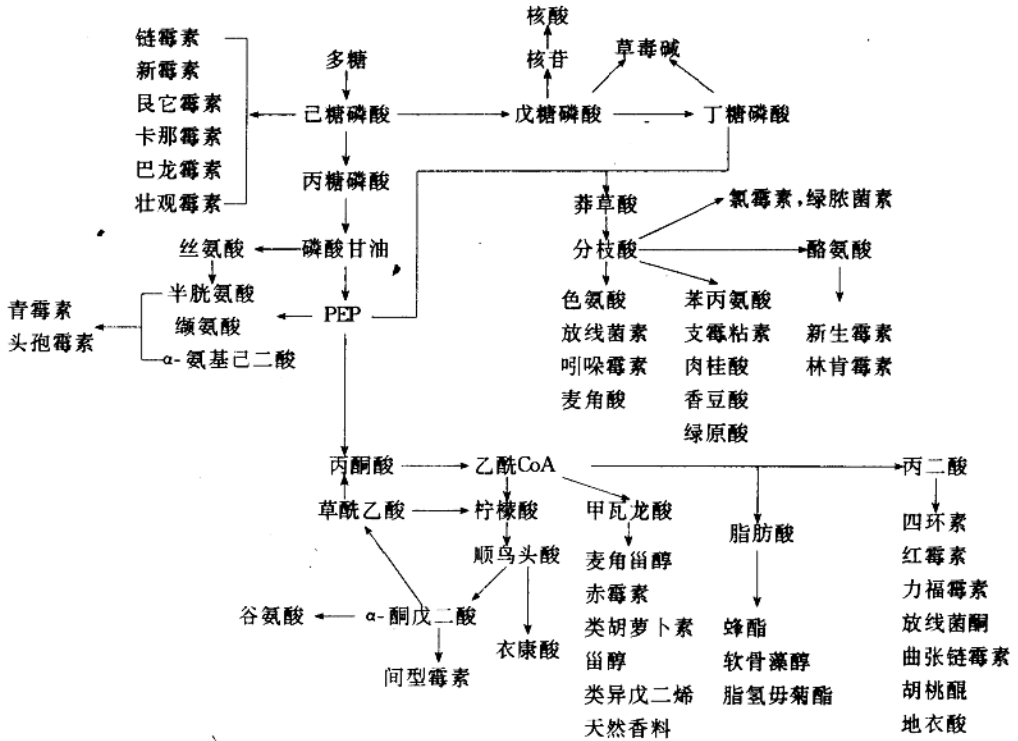 核酸
链霉素
多糖
核苷
草毒碱
新霉素
艮它霉素
己糖磷酸
戊糖磷酸
丁糖磷酸
卡那霉素
巴龙霉素
丙糖磷酸
壮观霉素
莽草酸
氯霉素,绿脓菌素
丝氨酸
磷酸甘油
分枝酸
酪氨酸
半胱氨酸
色氨酸
苯丙氨酸
青霉素
缬氨酸
PEP
放线菌素
支霉粘素
新生霉素
头孢霉素
α-氨基己二酸
吲哚霉素
肉桂酸
林肯霉素
麦角酸
香豆酸
绿原酸
丙酮酸
乙酰CoA
丙二酸
草酰乙酸
柠檬酸
甲瓦龙酸
脂肪酸
四环素
顺乌头酸
麦角甾醇
红霉素
赤霉素
力福霉素
谷氨酸
α-酮戊二酸
类胡萝卜素
蜂酯
放线菌酮
衣康酸
甾醇
软骨藻醇
曲张链霉素
间型霉素
类异戊二烯
脂氢毋菊酯
胡桃醌
天然香料
地衣酸